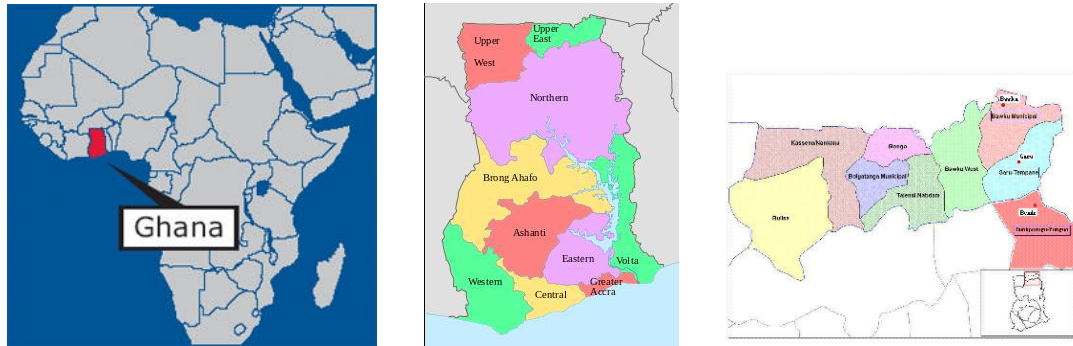 Ghana
Upper
West
Upper
East
Northern
Brong Ahafo
Ashanti
Eastern
Volta
Western
Central
Greater
Accra
Bawku
Bawku Municipal
Kassena/Nankana
Bongo
Garu
Bolgatanga Municipal
Bawku West
Garu-Tempane
Talensi Nabdam
Builsa